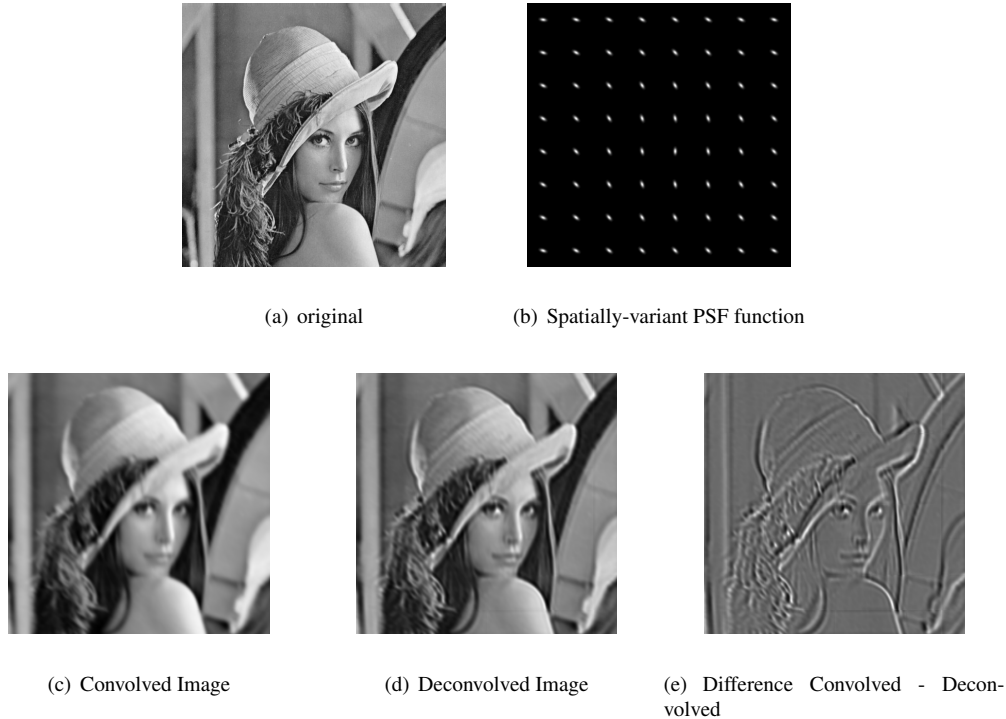 (a) original
(b) Spatially-variant PSF function
(c) Convolved Image
(d) Deconvolved Image
(e) Difference Convolved - Decon-
volved